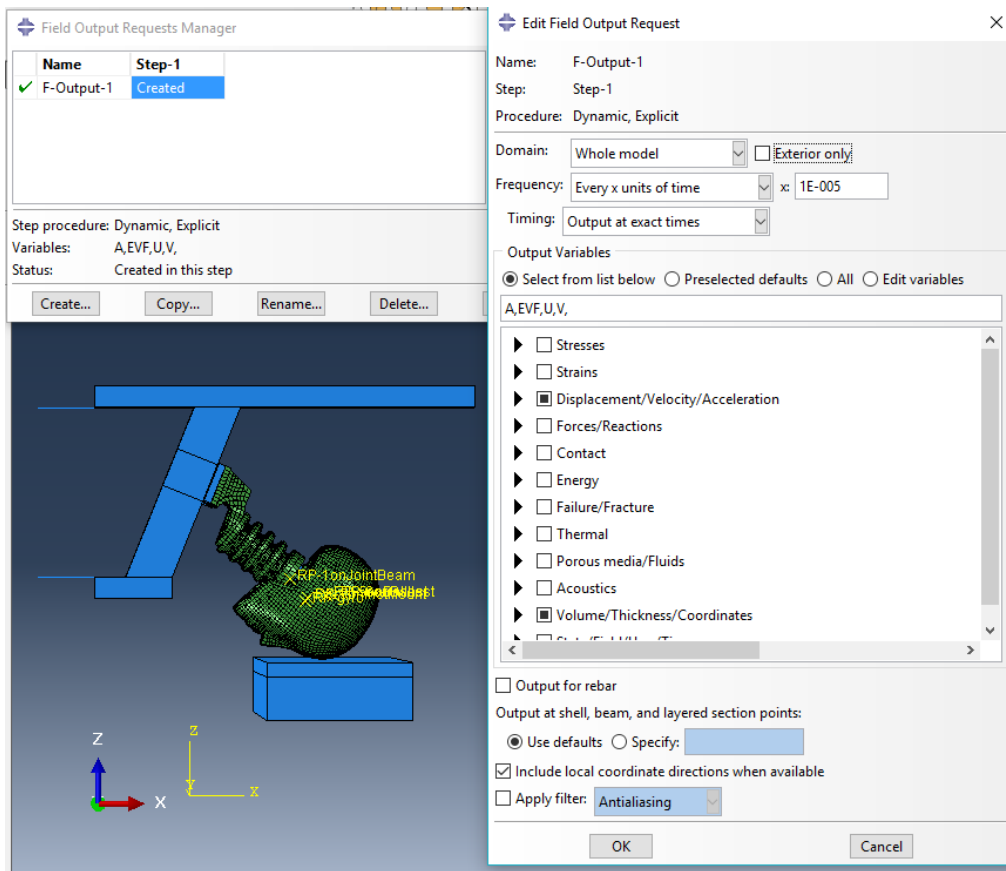 Field Output Requests Manager
Name Step-1
F-Output-1 Created
Step procedure: Dynamic, Explicit
Variables: A,EVF,U,V,
Status: Created in this step
Create... Copy... Rename... Delete...
RP-1onJointBeam
Z
X
Z
Y
X
Edit Field Output Request
Name: F-Output-1
Step: Step-1
Procedure: Dynamic, Explicit
Domain: Whole model Exterior only
Frequency: Every x units of time x: 1E-005
Timing: Output at exact times
Output Variables
Select from list below Preselected defaults All Edit variables
A,EVF,U,V,
Stresses
Strains
Displacement/Velocity/Acceleration
Forces/Reactions
Contact
Energy
Failure/Fracture
Thermal
Porous media/Fluids
Acoustics
Volume/Thickness/Coordinates
Output for rebar
Output at shell, beam, and layered section points:
Use defaults Specify:
Include local coordinate directions when available
Apply filter: Antialiasing
OK Cancel